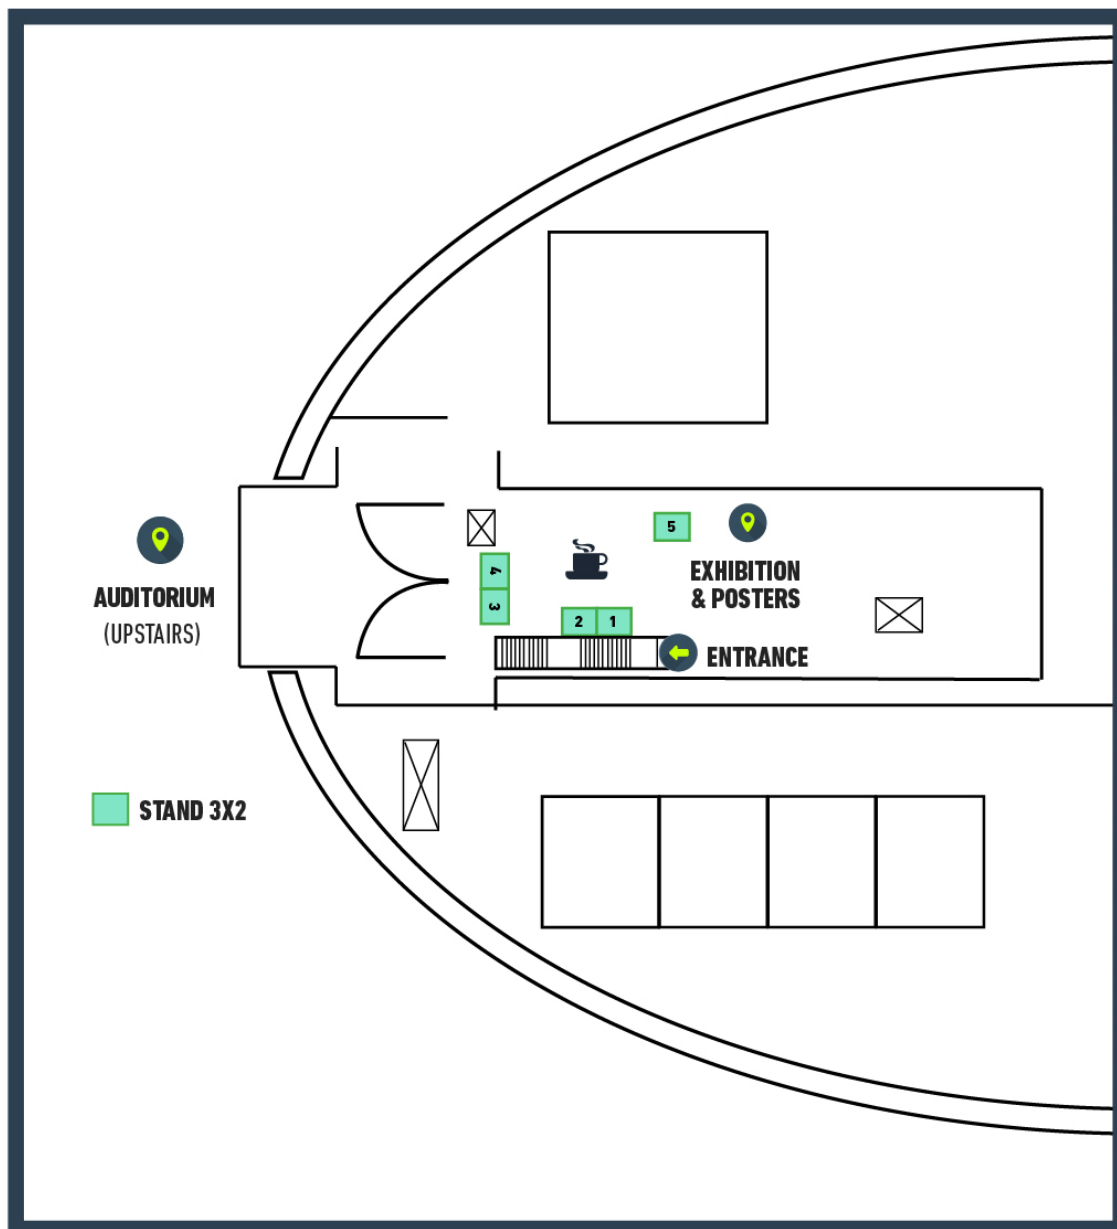 5
EXHIBITION
& POSTERS
4
3
2 1
ENTRANCE
AUDITORIUM
(UPSTAIRS)
STAND 3X2